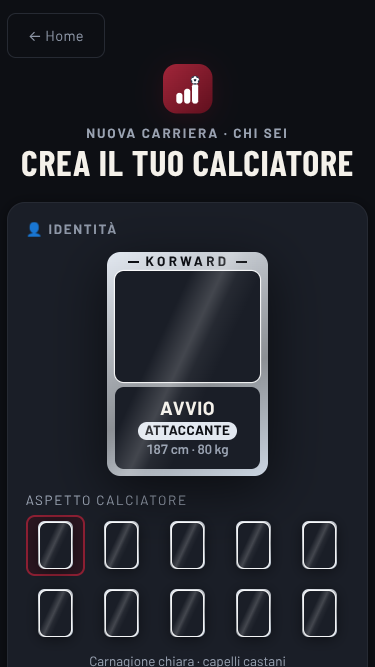 ← Home
NUOVA CARRIERA · CHI SEI
CREA IL TUO CALCIATORE
IDENTITÀ
— KORWARD —
AVVIO
ATTACCANTE
187 cm · 80 kg
ASPETTO CALCIATORE
Carnagione chiara · capelli castani